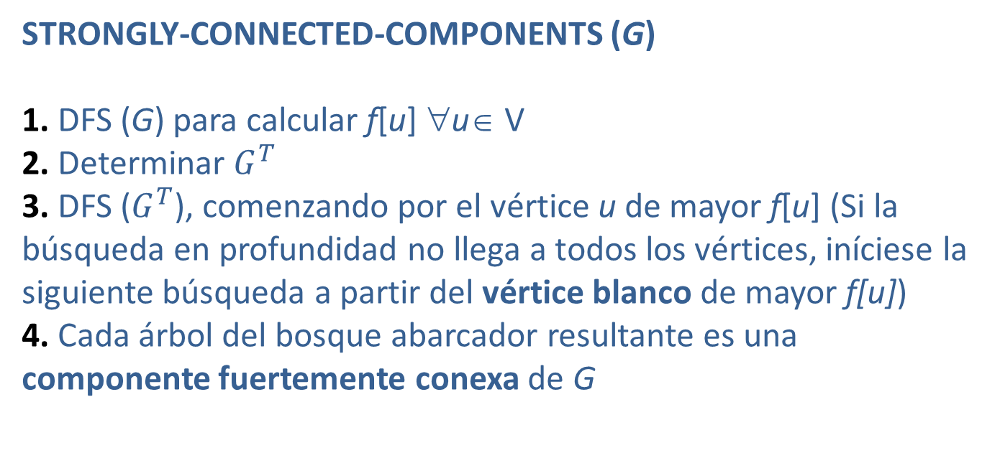 STRONGLY-CONNECTED-COMPONENTS (G)
1. DFS (G) para calcular f[u] ∀u∈ V
2. Determinar G^T
3. DFS (G^T), comenzando por el vértice u de mayor f[u] (Si la
búsqueda en profundidad no llega a todos los vértices, iníciese la
siguiente búsqueda a partir del vértice blanco de mayor f[u])
4. Cada árbol del bosque abarcador resultante es una
componente fuertemente conexa de G